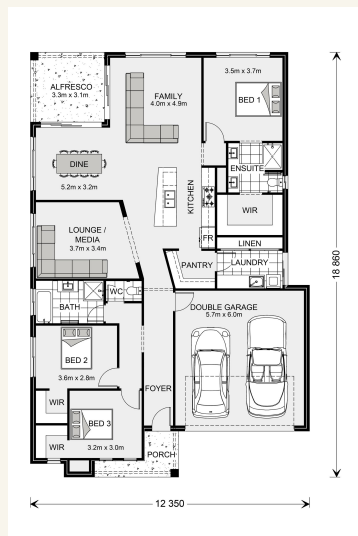 ALFRESCO
3.3m x 3.1m
FAMILY
4.0m x 4.9m
3.5m x 3.7m
BED 1
DINE
5.2m x 3.2m
KITCHEN
ENSUITE
WIR
LOUNGE /
MEDIA
3.7m x 3.4m
FR
LINEN
PANTRY
LAUNDRY
BATH
WC
DOUBLE GARAGE
5.7m x 6.0m
BED 2
3.6m x 2.8m
FOYER
WIR
BED 3
3.2m x 3.0m
WIR
PORCH
18 860
12 350